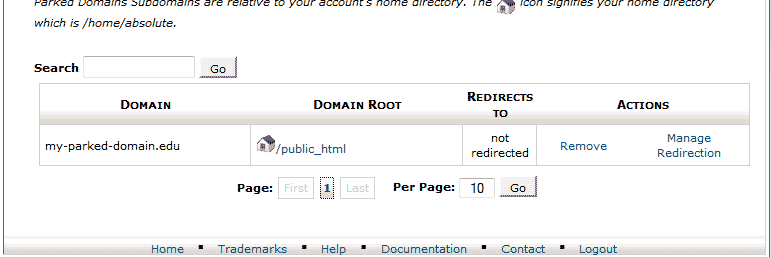 Parked Domains Subdomains are relative to your account's home directory. The icon signifies your home directory
which is /home/absolute.
Search Go
DOMAIN DOMAIN ROOT REDIRECTS TO ACTIONS
my-parked-domain.edu /public_html not redirected Remove Manage Redirection
Page: First 1 Last Per Page: 10 Go
Home ▪ Trademarks ▪ Help ▪ Documentation ▪ Contact ▪ Logout